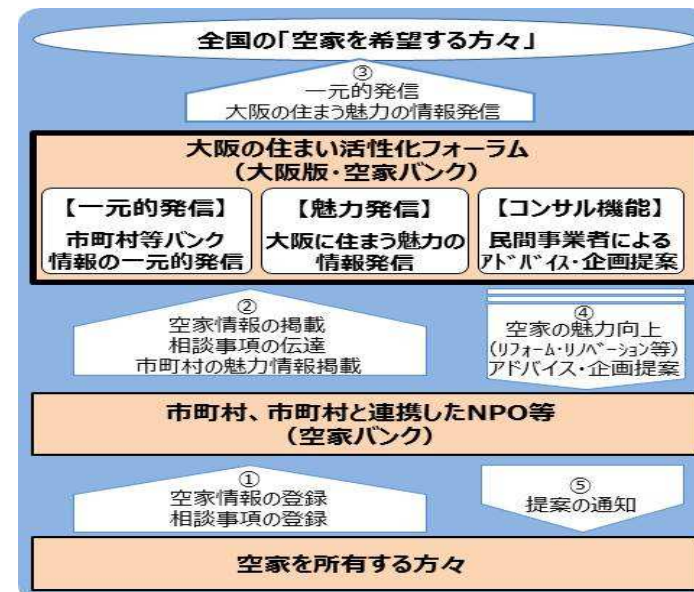 全国の「空家を希望する方々」
③
一元的発信
大阪の住まう魅力の情報発信
大阪の住まい活性化フォーラム
（大阪版・空家バンク）
【一元的発信】
市町村等バンク
情報の一元的発信
【魅力発信】
大阪に住まう魅力の
情報発信
【コンサル機能】
民間事業者による
ｱﾄﾞﾊﾞｲｽ・企画提案
②
空家情報の掲載
相談事項の伝達
市町村の魅力情報掲載
④
空家の魅力向上
(ﾘﾌｫｰﾑ・ﾘﾉﾍﾞｰｼｮﾝ等)
アドバイス・企画提案
市町村、市町村と連携したNPO等
（空家バンク）
①
空家情報の登録
相談事項の登録
⑤
提案の通知
空家を所有する方々